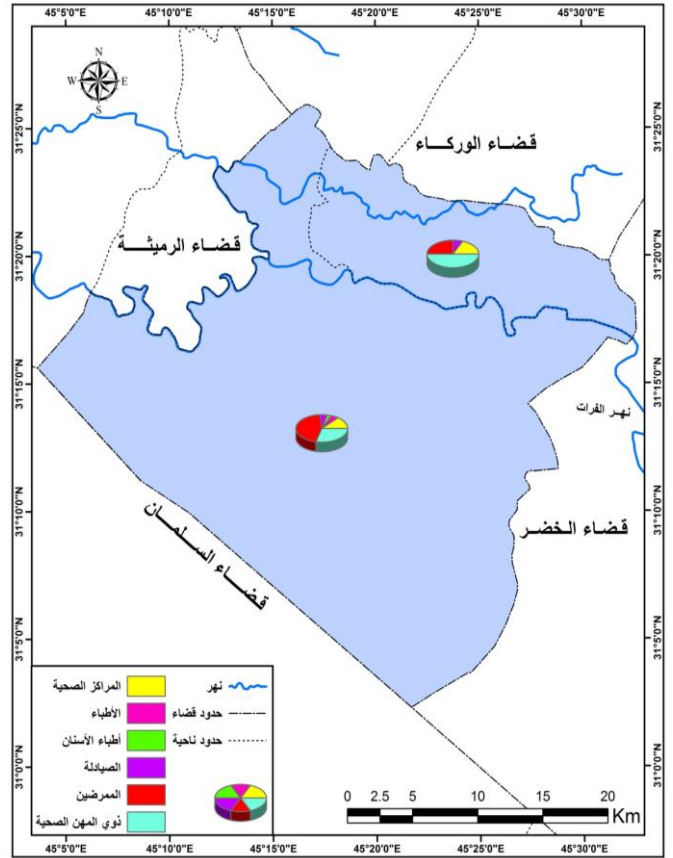 45°5'0"E 45°10'0"E 45°15'0"E 45°20'0"E 45°25'0"E 45°30'0"E
N
W E
S
31°25'0"N 31°25'0"N
قضاء الوركاء
31°20'0"N 31°20'0"N
قضاء الرميثة
31°15'0"N 31°15'0"N
نهر الفرات
31°10'0"N 31°10'0"N
قضاء الخضر
قضاء السلمان
31°5'0"N 31°5'0"N
31°0'0"N 31°0'0"N
نهر
حدود قضاء
حدود ناحية
المراكز الصحية
الأطباء
أطباء الأسنان
الصيادلة
الممرضين
ذوي المهن الصحية
0 2.5 5 10 15 20
Km
45°5'0"E 45°10'0"E 45°15'0"E 45°20'0"E 45°25'0"E 45°30'0"E